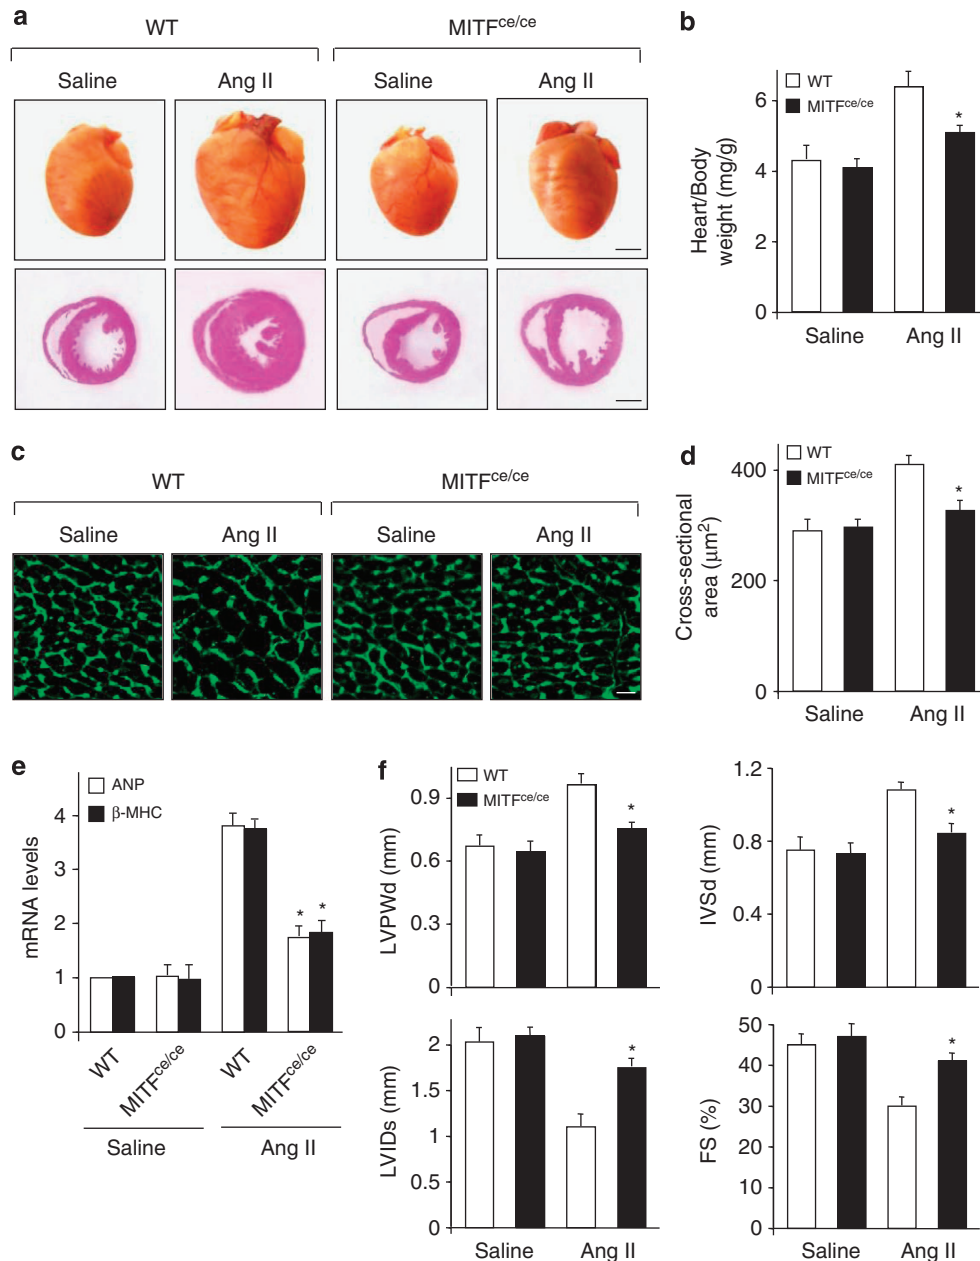 a
WT
MITFce/ce
Saline
Ang II
Saline
Ang II
b
WT
MITFce/ce
Heart/Body
weight (mg/g)
6
4
2
0
*
Saline
Ang II
c
WT
MITFce/ce
Saline
Ang II
Saline
Ang II
d
WT
MITFce/ce
Cross-sectional
area (μm2)
400
200
0
*
Saline
Ang II
e
ANP
β-MHC
mRNA levels
4
3
2
1
0
* *
WT
MITFce/ce
WT
MITFce/ce
Saline
Ang II
f
WT
MITFce/ce
LVPWd (mm)
0.9
0.6
0.3
0
*
IVSd (mm)
1.2
0.8
0.4
0
*
LVIDs (mm)
2
1.5
1
0.5
0
*
Saline
Ang II
FS (%)
50
40
30
20
10
0
*
Saline
Ang II